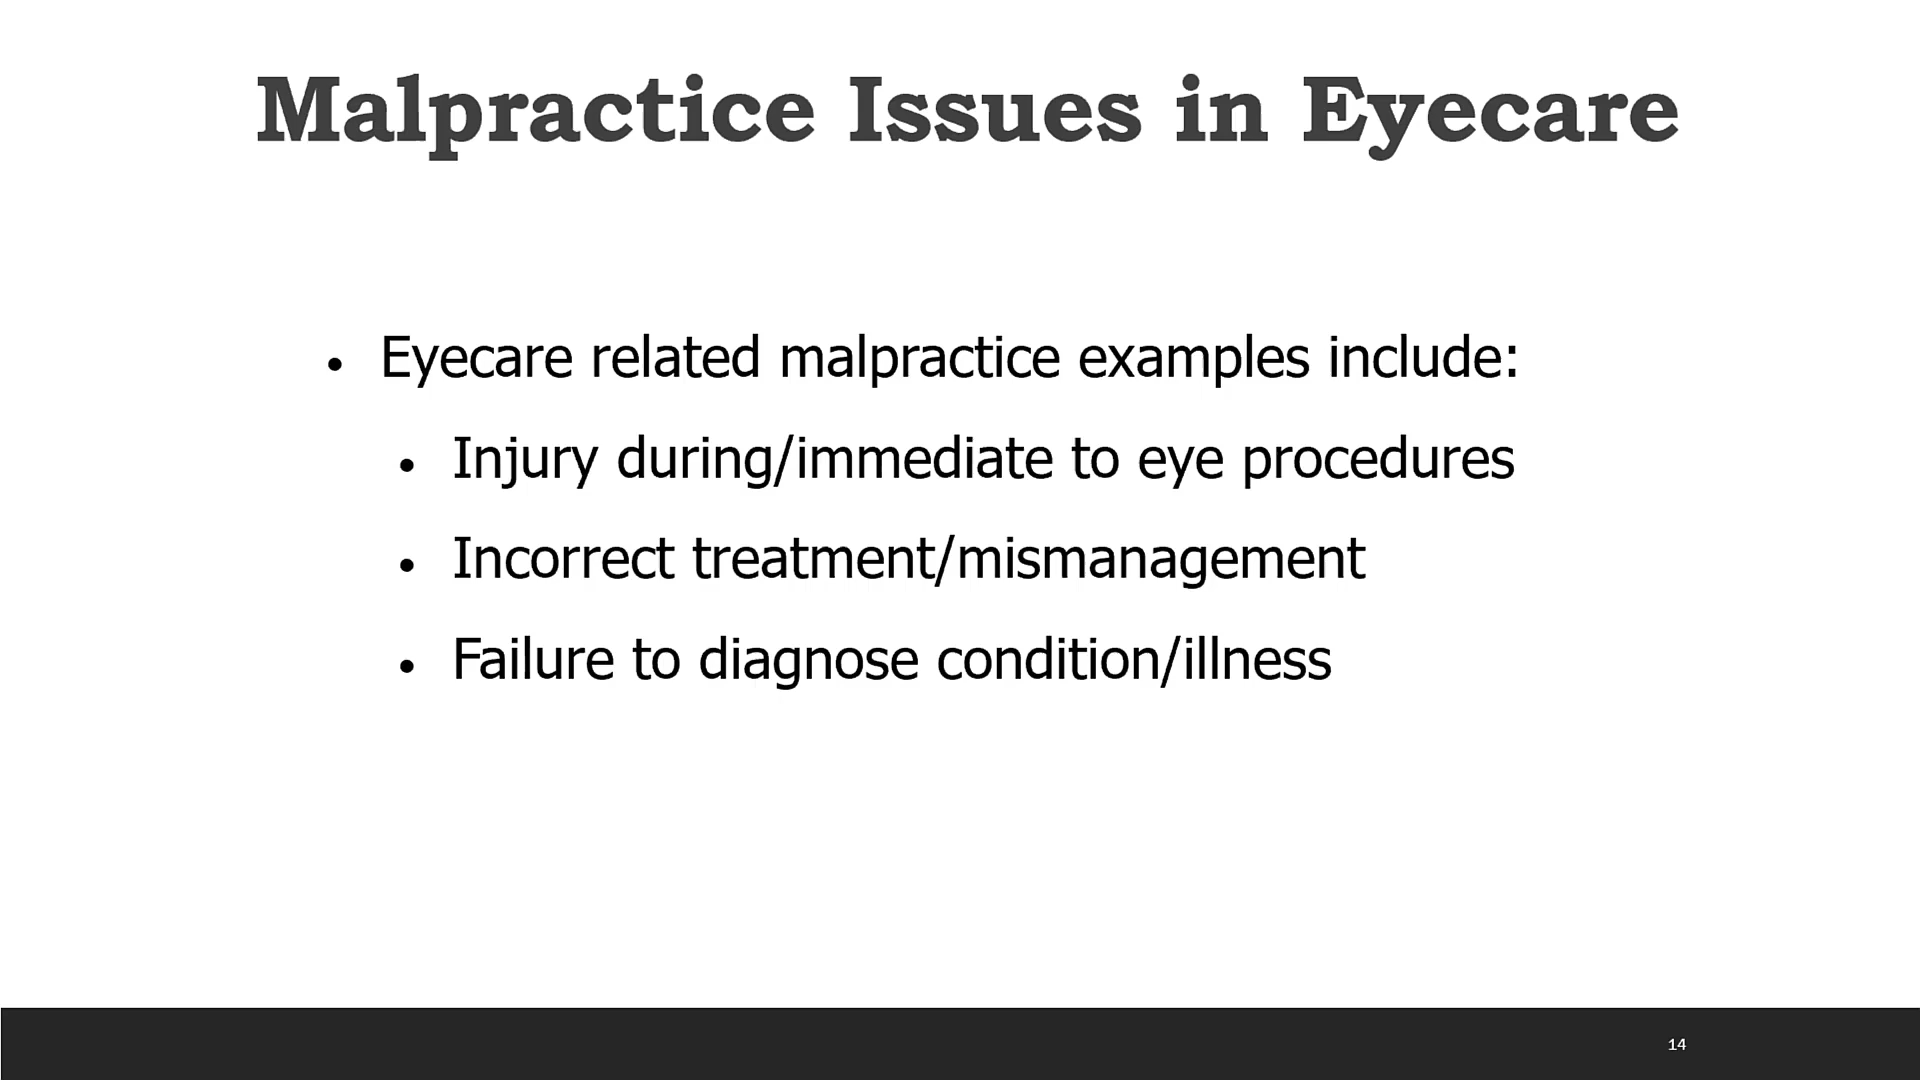 Malpractice Issues in Eyecare
• Eyecare related malpractice examples include:
• Injury during/immediate to eye procedures
• Incorrect treatment/mismanagement
• Failure to diagnose condition/illness
14